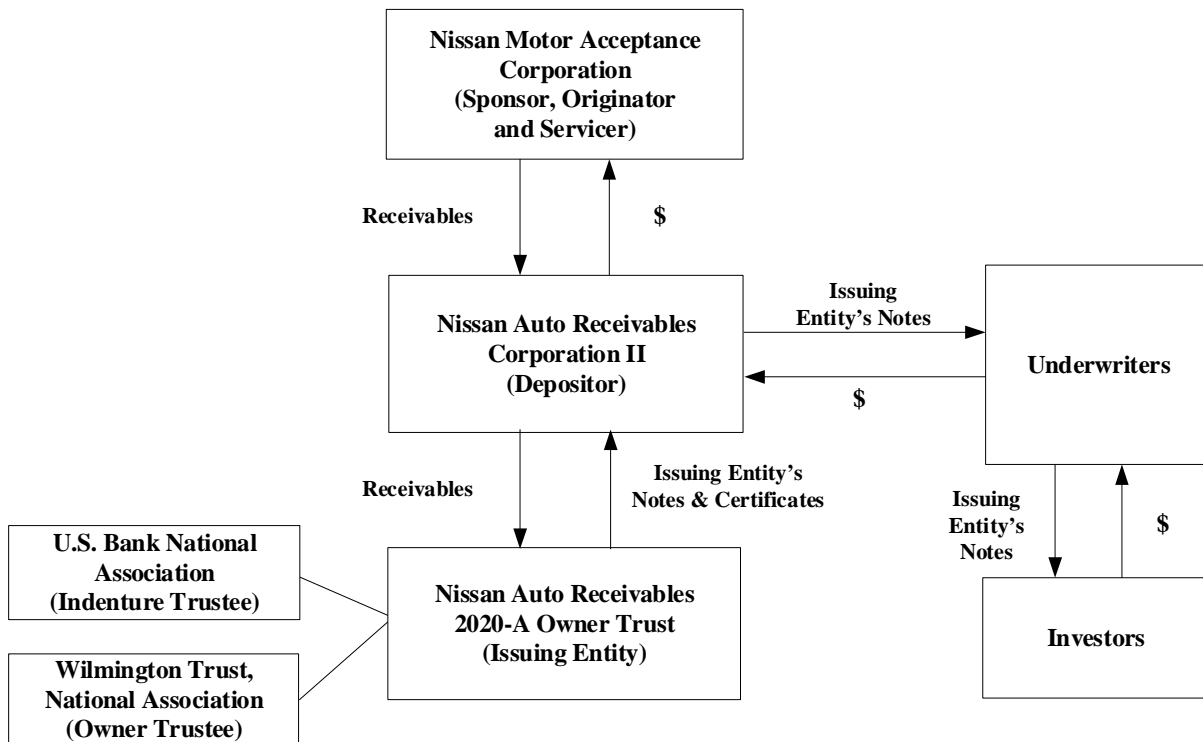 Nissan Motor Acceptance
Corporation
(Sponsor, Originator
and Servicer)
Receivables
$
Nissan Auto Receivables
Corporation II
(Depositor)
Issuing
Entity’s Notes
$
Underwriters
Receivables
Issuing Entity’s
Notes & Certificates
Issuing
Entity’s
Notes
$
U.S. Bank National
Association
(Indenture Trustee)
Nissan Auto Receivables
2020-A Owner Trust
(Issuing Entity)
Investors
Wilmington Trust,
National Association
(Owner Trustee)